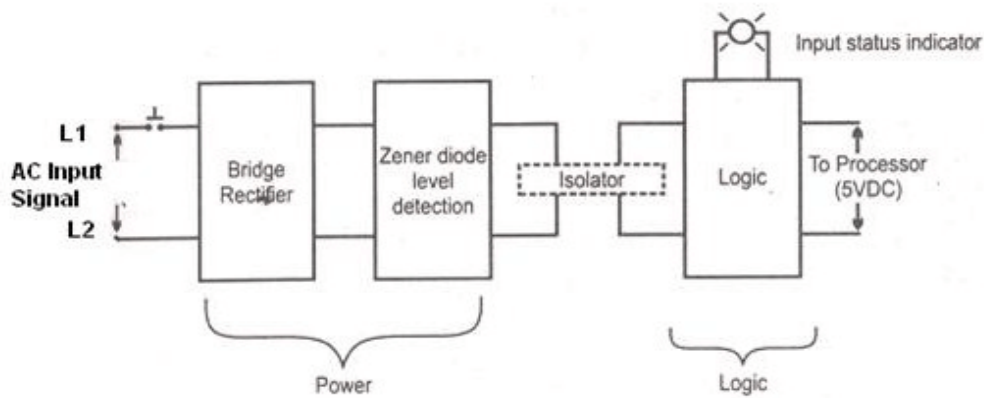 Input status indicator
L1
AC Input
Signal
L2
Bridge
Rectifier
Zener diode
level
detection
Isolator
Logic
To Processor
(5VDC)
Power
Logic